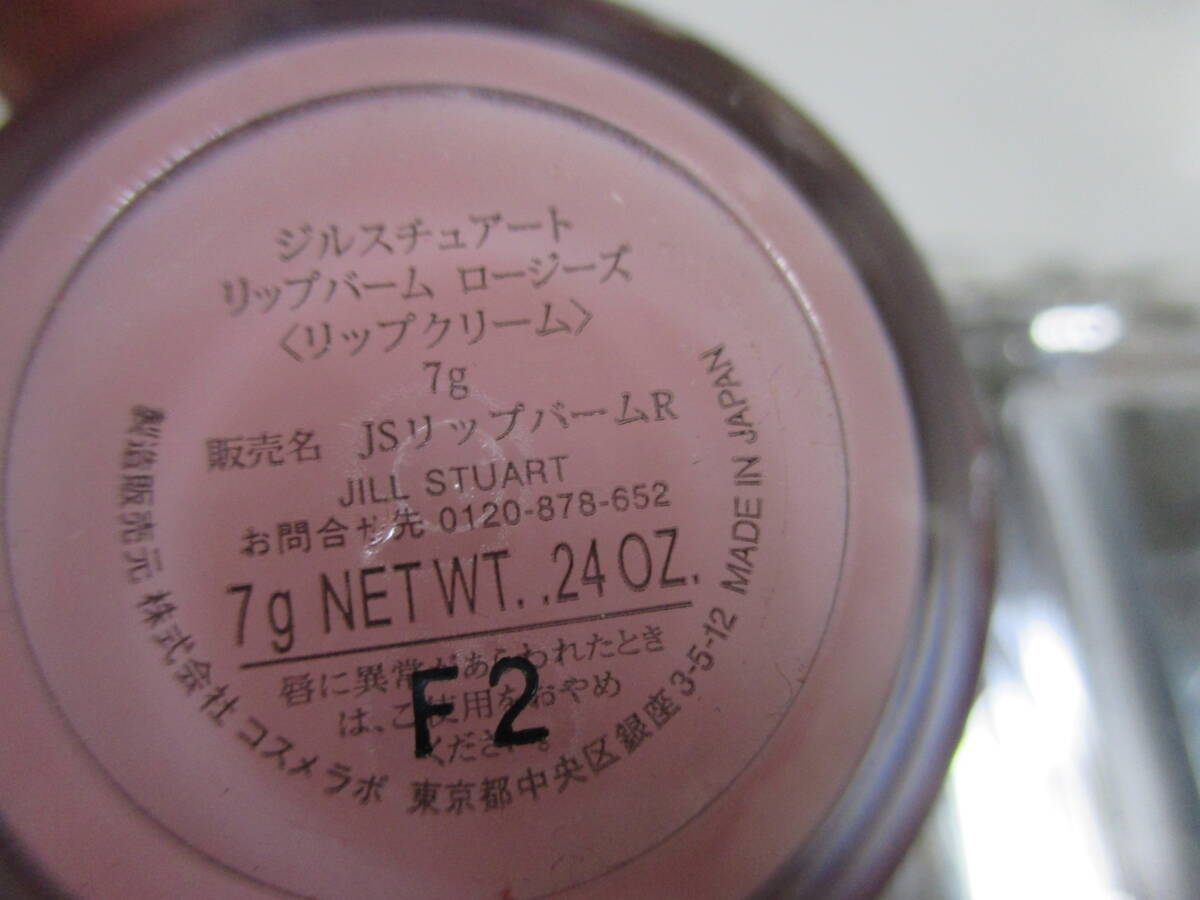 ジルスチュアート
リップバーム ロージーズ
〈リップクリーム〉
7g
販売名 JSリップバームR
JILL STUART
お問合せ先 0120-878-652
7g NET WT. .24 OZ.
唇に異常があらわれたとき
は、ご使用をおやめ
ください。
F2
製造販売元 株式会社 コスメラボ 東京都中央区銀座 3-5-12 MADE IN JAPAN